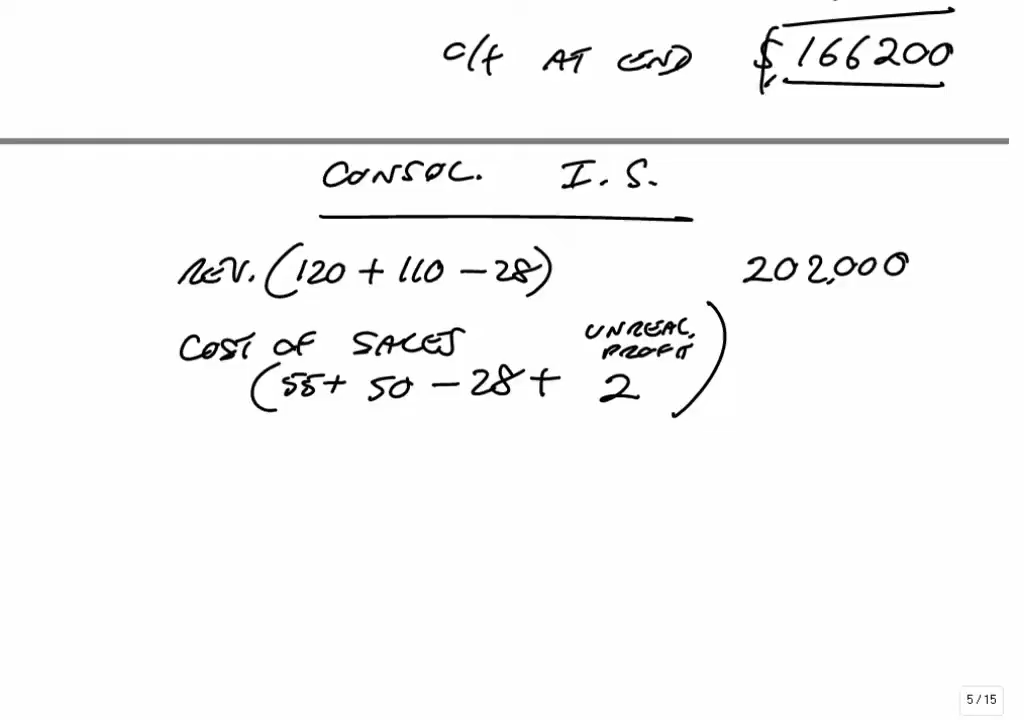 c/f AT END $166200
CONSOL. I.S.
REV. (120 + 110 - 28) 202,000
COST OF SALES UNREAL.
PROFIT
(55 + 50 - 28 + 2)
5 / 15